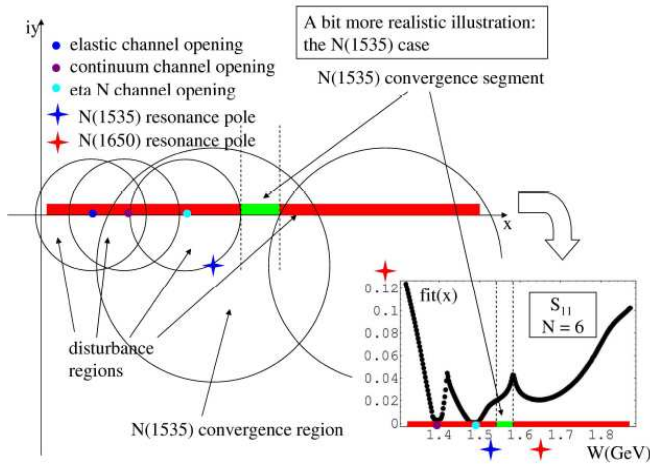 iy
A bit more realistic illustration:
the N(1535) case
elastic channel opening
continuum channel opening
eta N channel opening
N(1535) resonance pole
N(1650) resonance pole
N(1535) convergence segment
x
disturbance
regions
N(1535) convergence region
0.12
0.1
0.08
0.06
0.04
0.02
0
fit(x)
S₁₁
N = 6
1.4 1.5 1.6 1.7 1.8
W(GeV)